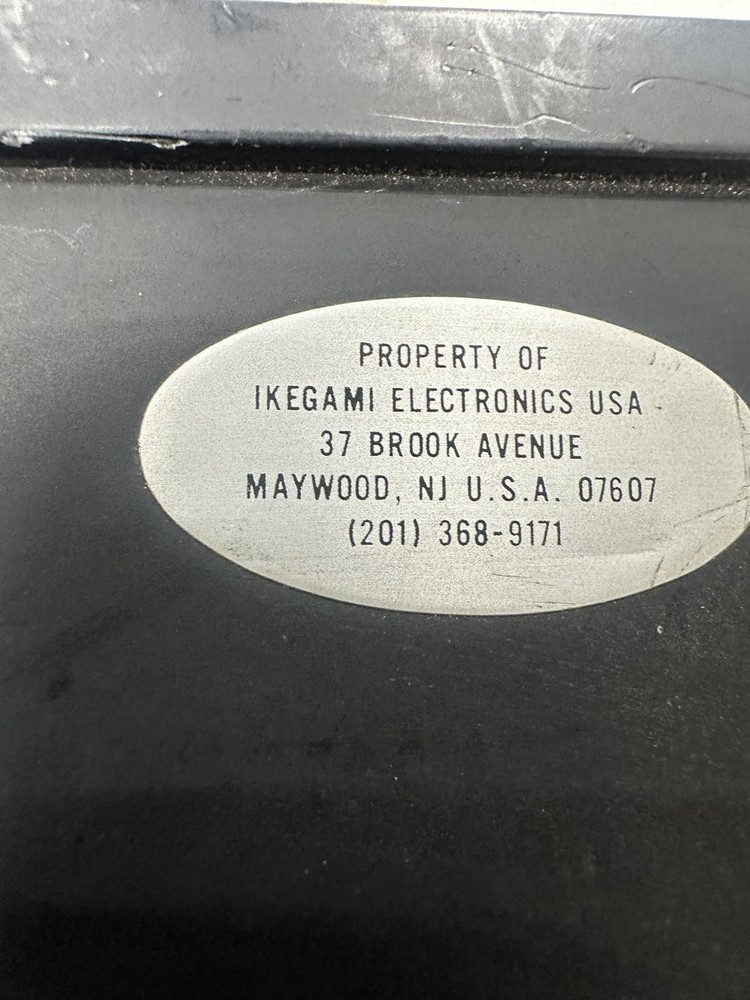 PROPERTY OF
IKEGAMI ELECTRONICS USA
37 BROOK AVENUE
MAYWOOD, NJ U.S.A. 07607
(201) 368-9171